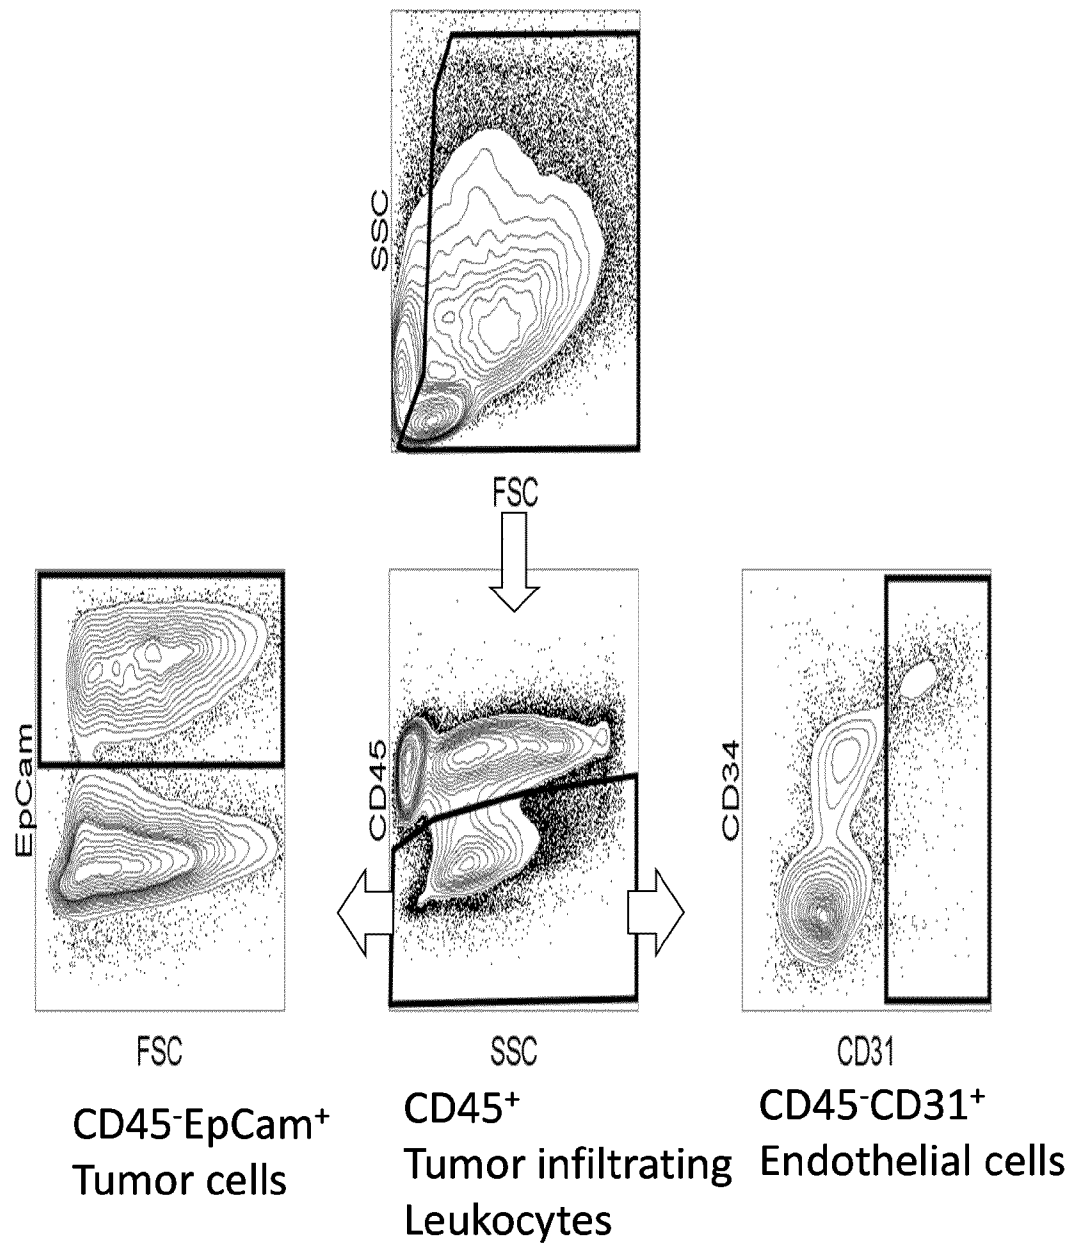 SSC
FSC
EpCam
CD45
CD34
FSC
SSC
CD31
CD45⁻EpCam⁺
Tumor cells
CD45⁺
Tumor infiltrating
Leukocytes
CD45⁻CD31⁺
Endothelial cells